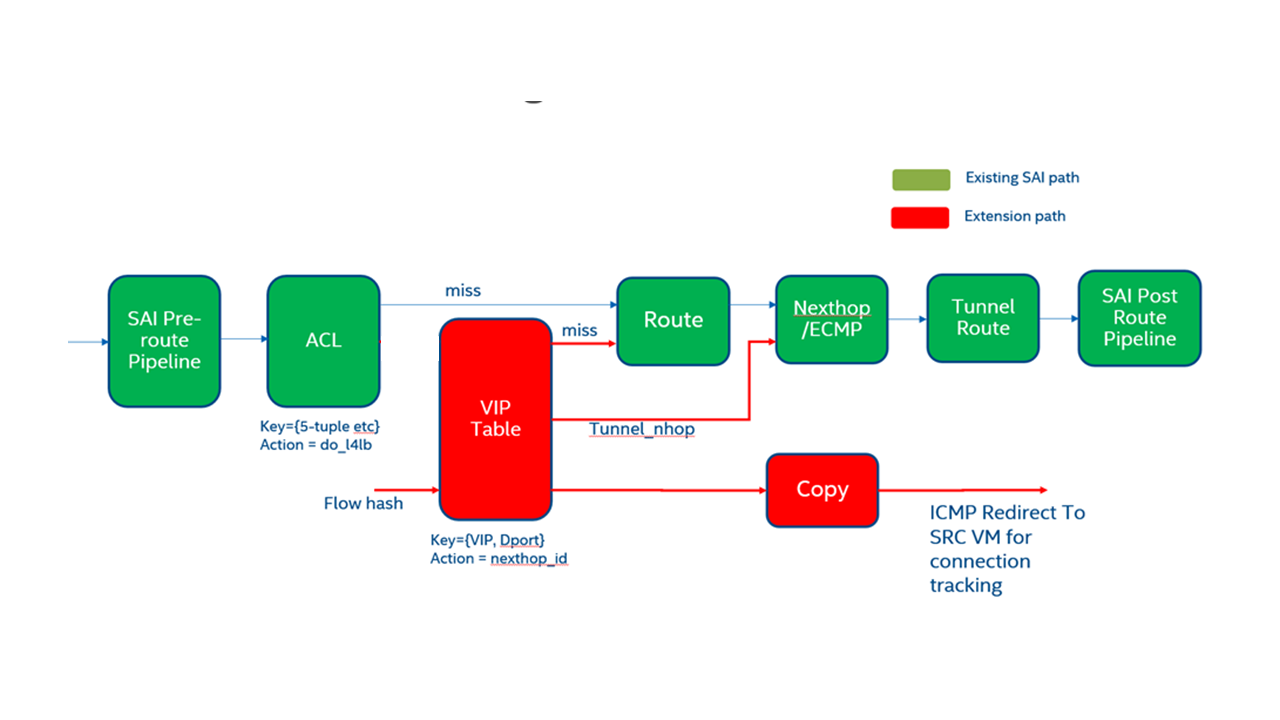 Existing SAI path
Extension path
miss
SAI Pre-
route
Pipeline
ACL
miss
Route
Nexthop
/ECMP
Tunnel
Route
SAI Post
Route
Pipeline
Key={5-tuple etc}
Action = do_l4lb
VIP
Table
Tunnel_nhop
Flow hash
Copy
Key={VIP, Dport}
Action = nexthop_id
ICMP Redirect To
SRC VM for
connection
tracking